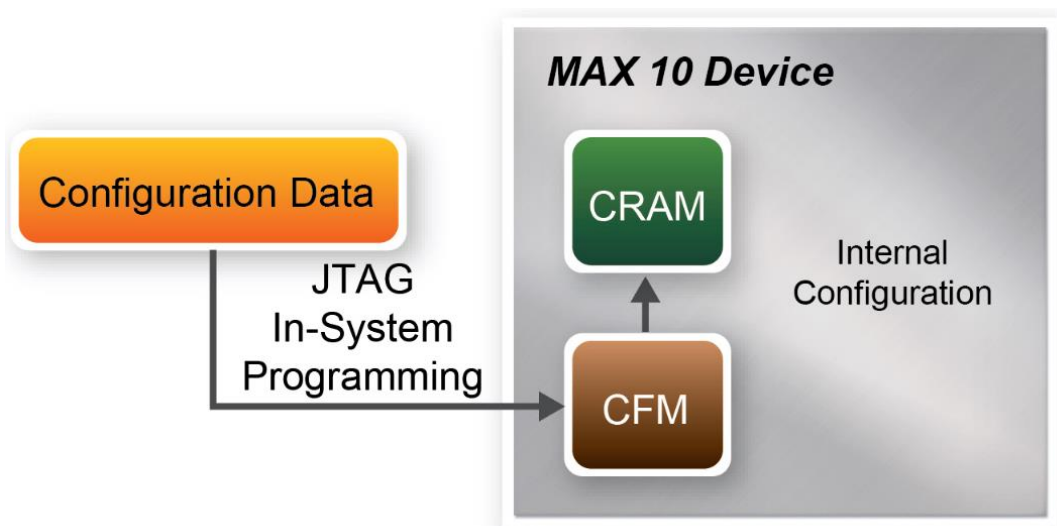 MAX 10 Device
Configuration Data
CRAM
Internal
Configuration
JTAG
In-System
Programming
CFM